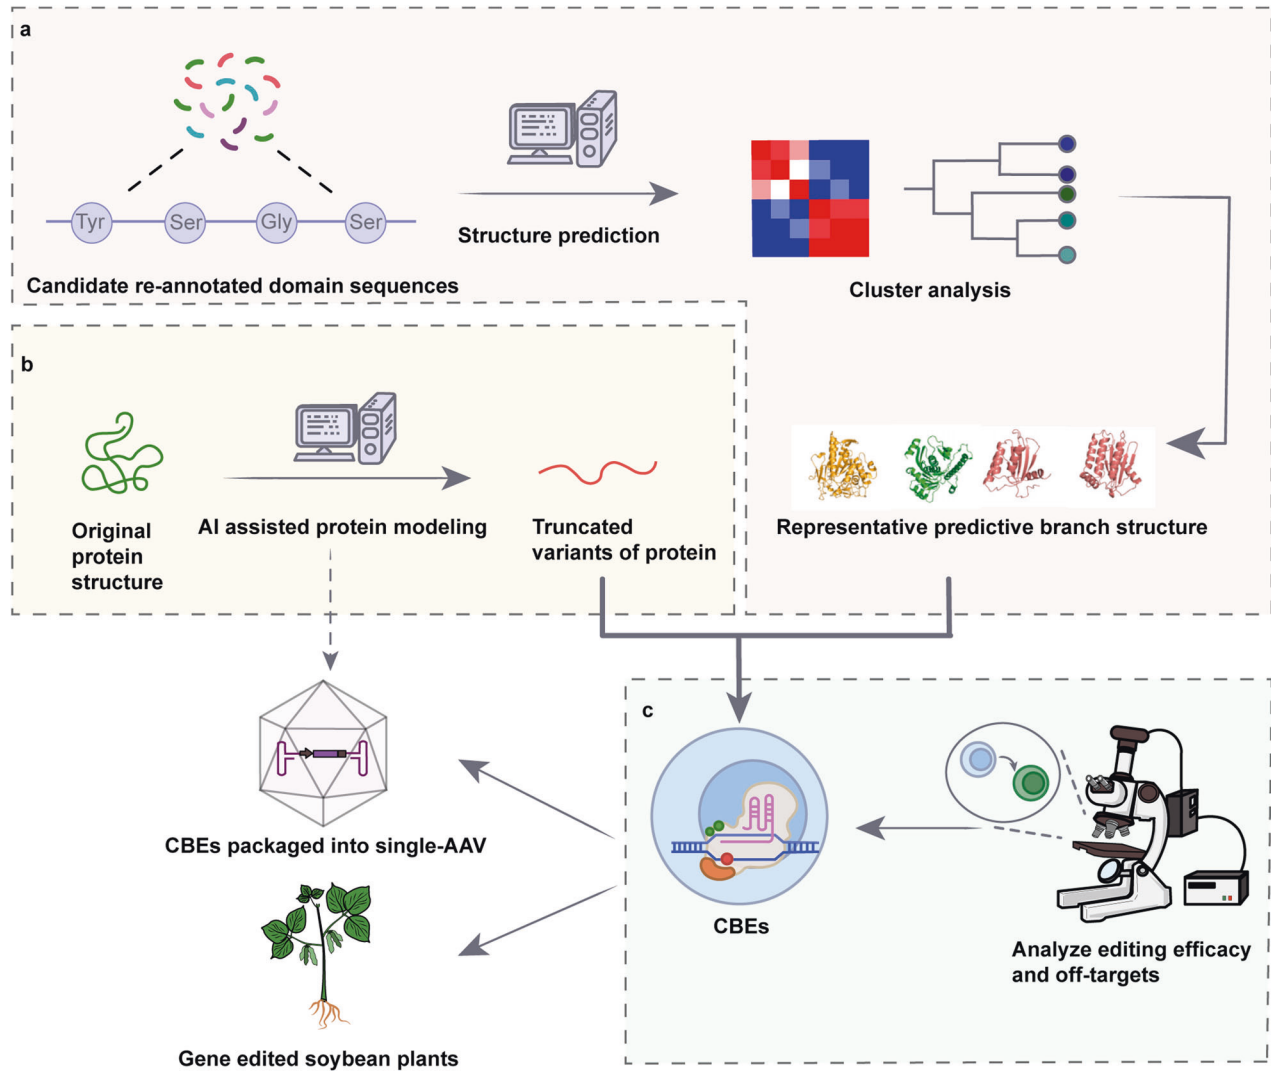 a
Tyr
Ser
Gly
Ser
Structure prediction
Candidate re-annotated domain sequences
Cluster analysis
b
Original
protein
structure
AI assisted protein modeling
Truncated
variants of protein
Representative predictive branch structure
c
CBEs packaged into single-AAV
CBEs
Analyze editing efficacy
and off-targets
Gene edited soybean plants